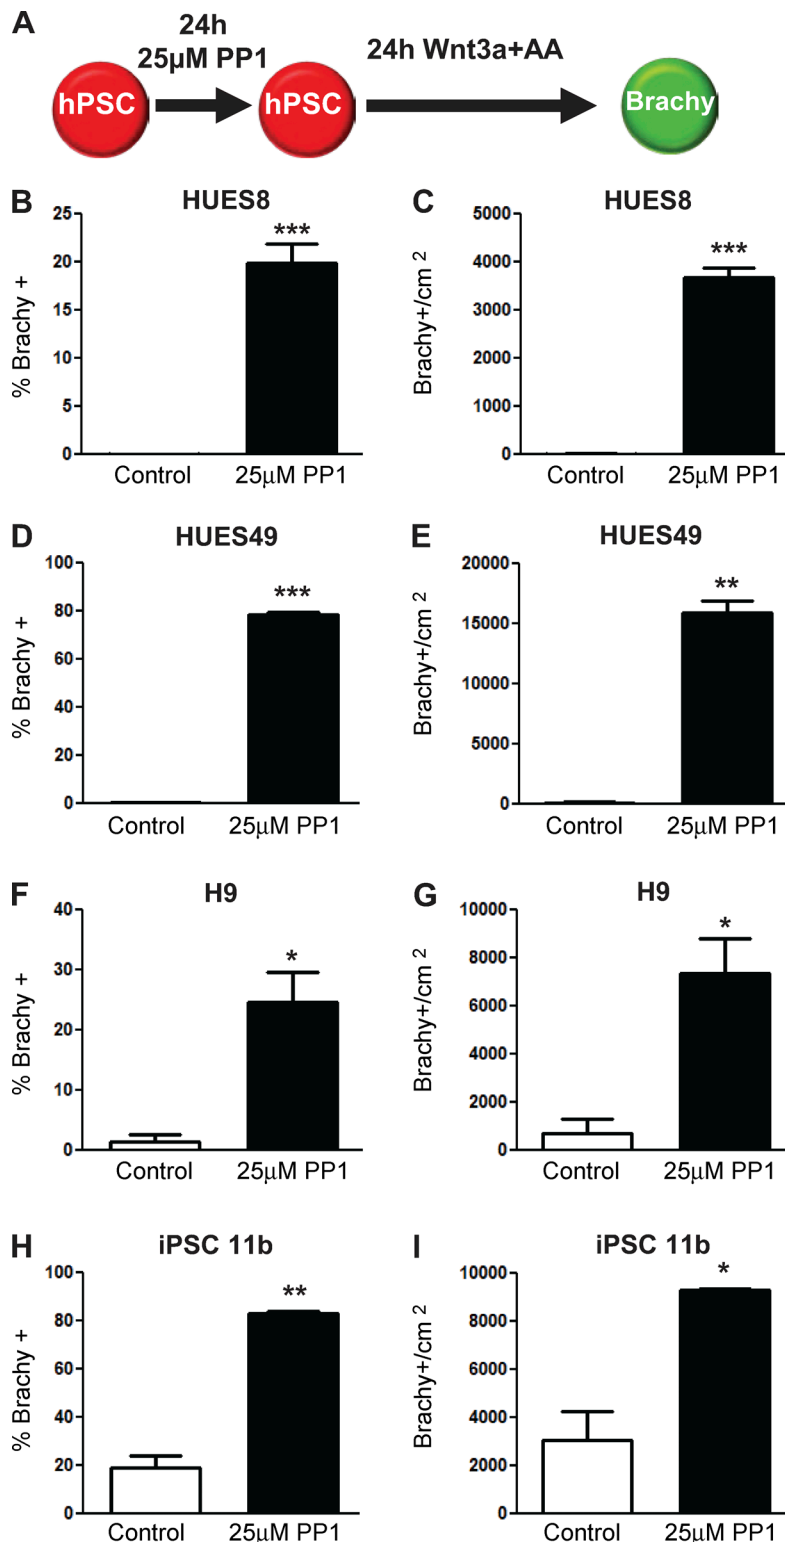 A
24h
25µM PP1
24h Wnt3a+AA
hPSC
hPSC
Brachy
B
HUES8
% Brachy +
25
20
15
10
5
0
***
Control
25µM PP1
C
HUES8
Brachy+/cm 2
5000
4000
3000
2000
1000
0
***
Control
25µM PP1
D
HUES49
% Brachy +
100
80
60
40
20
0
***
Control
25µM PP1
E
HUES49
Brachy+/cm 2
20000
15000
10000
5000
0
**
Control
25µM PP1
F
H9
% Brachy +
40
30
20
10
0
*
Control
25µM PP1
G
H9
Brachy+/cm 2
10000
8000
6000
4000
2000
0
*
Control
25µM PP1
H
iPSC 11b
% Brachy +
100
80
60
40
20
0
**
Control
25µM PP1
I
iPSC 11b
Brachy+/cm 2
10000
8000
6000
4000
2000
0
*
Control
25µM PP1